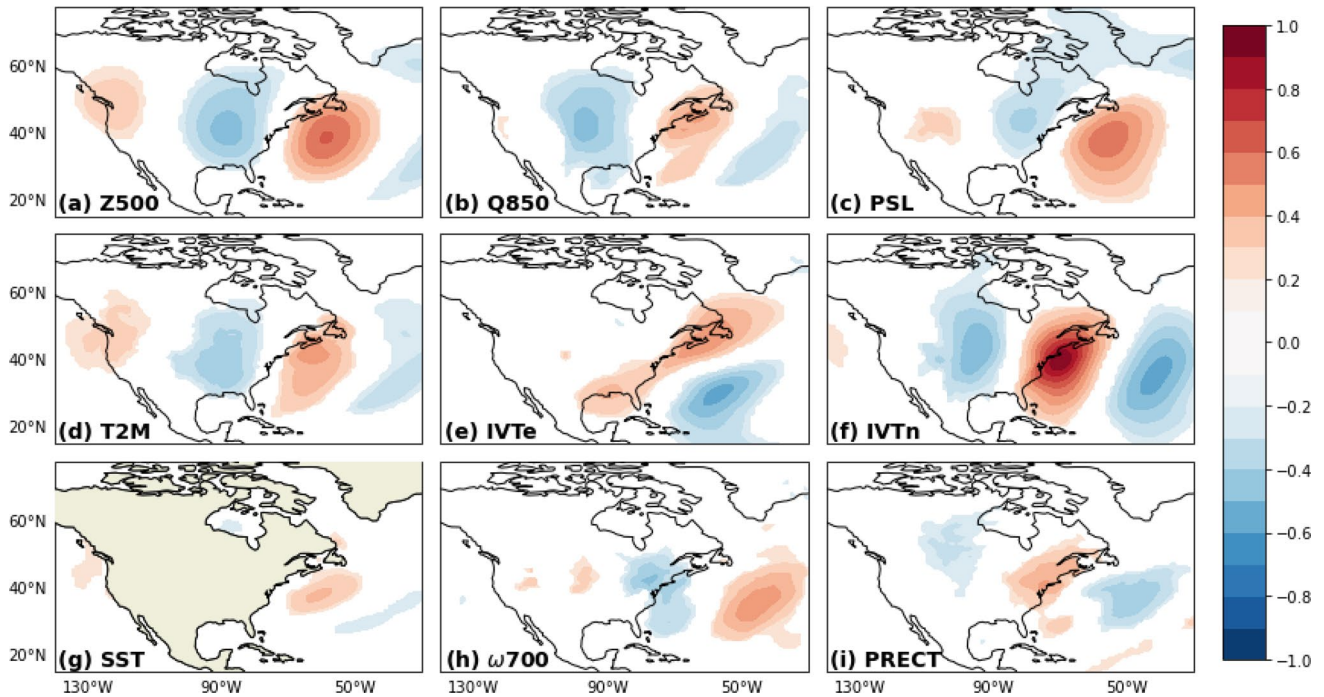 60°N
40°N
20°N
(a) Z500
(b) Q850
(c) PSL
60°N
40°N
20°N
(d) T2M
(e) IVTe
(f) IVTn
60°N
40°N
20°N
(g) SST
(h) ω700
(i) PRECT
130°W 90°W 50°W
130°W 90°W 50°W
130°W 90°W 50°W
1.0
0.8
0.6
0.4
0.2
0.0
−0.2
−0.4
−0.6
−0.8
−1.0